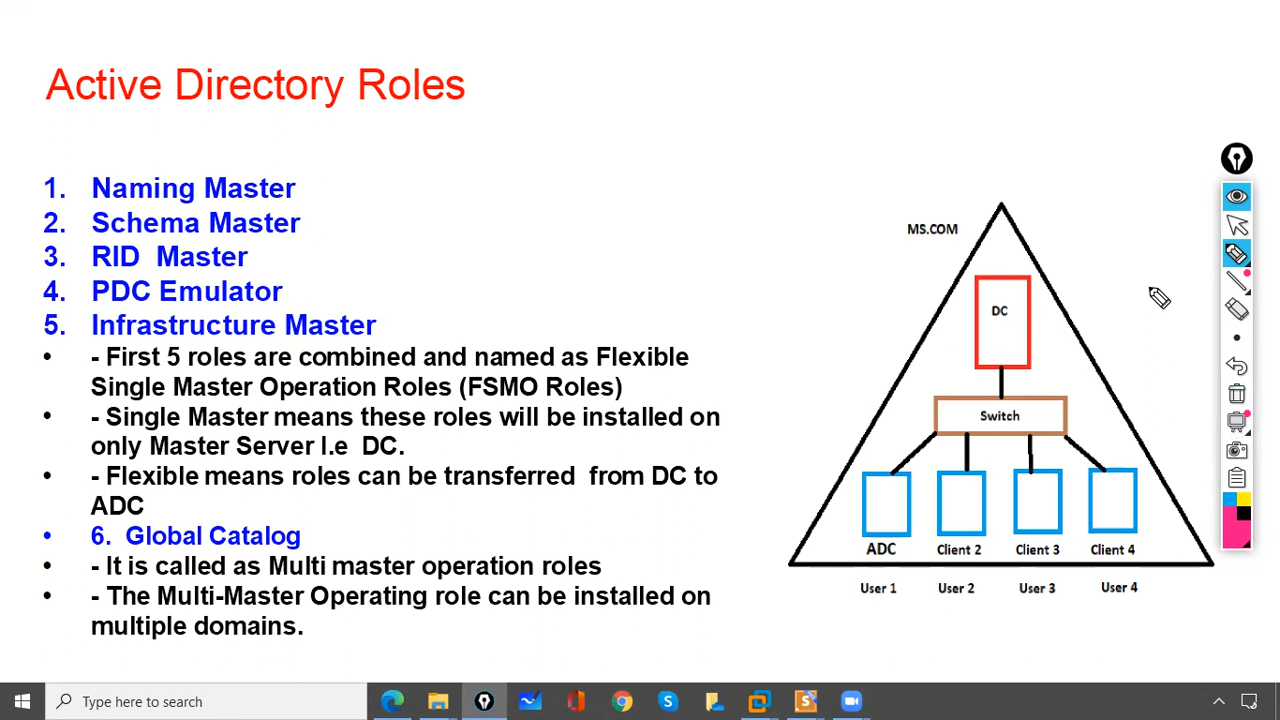 Active Directory Roles
1. Naming Master
2. Schema Master
3. RID Master
4. PDC Emulator
5. Infrastructure Master
• - First 5 roles are combined and named as Flexible
Single Master Operation Roles (FSMO Roles)
• - Single Master means these roles will be installed on
only Master Server I.e DC.
• - Flexible means roles can be transferred from DC to
ADC
• 6. Global Catalog
• - It is called as Multi master operation roles
• - The Multi-Master Operating role can be installed on
multiple domains.
MS.COM
DC
Switch
ADC Client 2 Client 3 Client 4
User 1 User 2 User 3 User 4
Type here to search